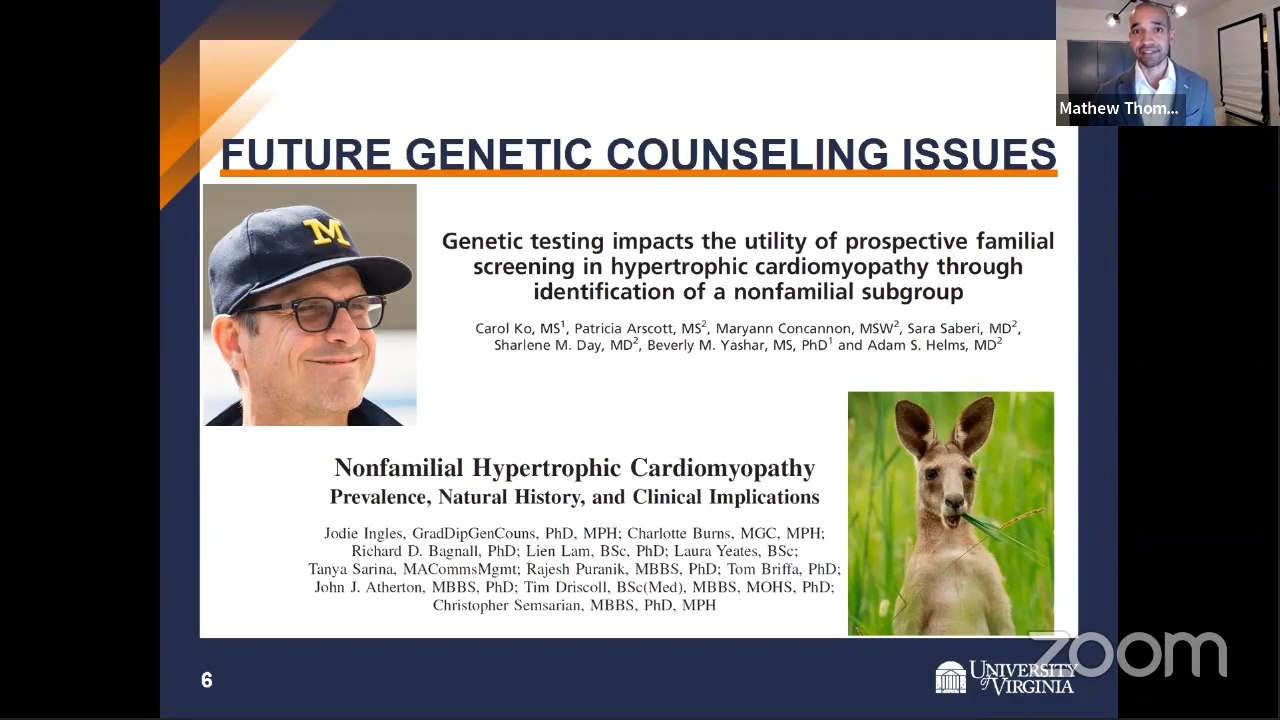 Mathew Thom...
FUTURE GENETIC COUNSELING ISSUES
M
Genetic testing impacts the utility of prospective familial
screening in hypertrophic cardiomyopathy through
identification of a nonfamilial subgroup
Carol Ko, MS1, Patricia Arscott, MS2, Maryann Concannon, MSW2, Sara Saberi, MD2,
Sharlene M. Day, MD2, Beverly M. Yashar, MS, PhD1 and Adam S. Helms, MD2
Nonfamilial Hypertrophic Cardiomyopathy
Prevalence, Natural History, and Clinical Implications
Jodie Ingles, GradDipGenCouns, PhD, MPH; Charlotte Burns, MGC, MPH;
Richard D. Bagnall, PhD; Lien Lam, BSc, PhD; Laura Yeates, BSc;
Tanya Sarina, MACommsMgmt; Rajesh Puranik, MBBS, PhD; Tom Briffa, PhD;
John J. Atherton, MBBS, PhD; Tim Driscoll, BSc(Med), MBBS, MOHS, PhD;
Christopher Semsarian, MBBS, PhD, MPH
6
UNIVERSITY
of VIRGINIA
zoom